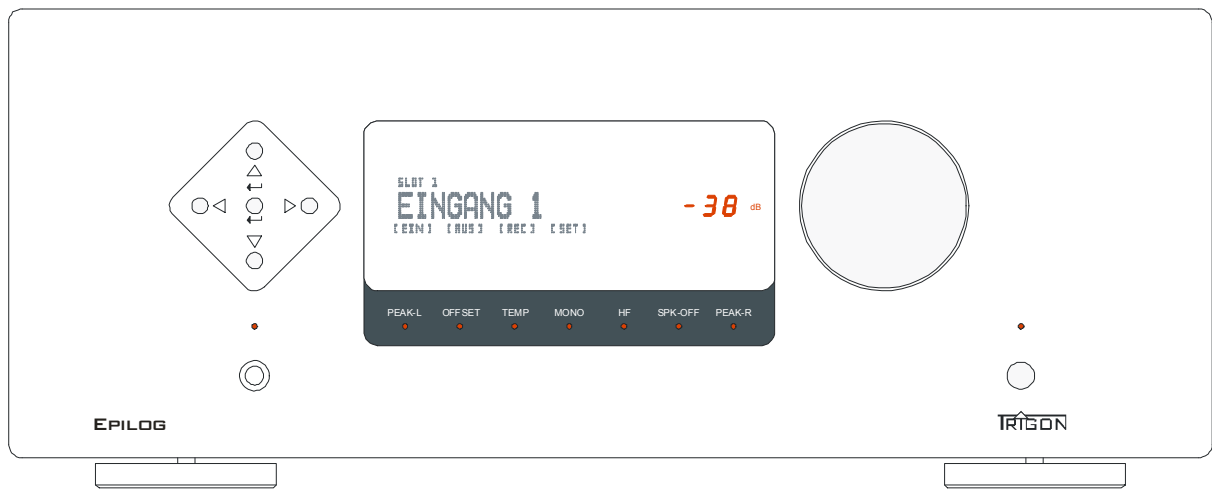 SLOT 1
EINGANG 1
-38 dB
[EIN] [AUS] [REC] [SET]
PEAK-L OFFSET TEMP MONO HF SPK-OFF PEAK-R
EPILOG
TRIGON